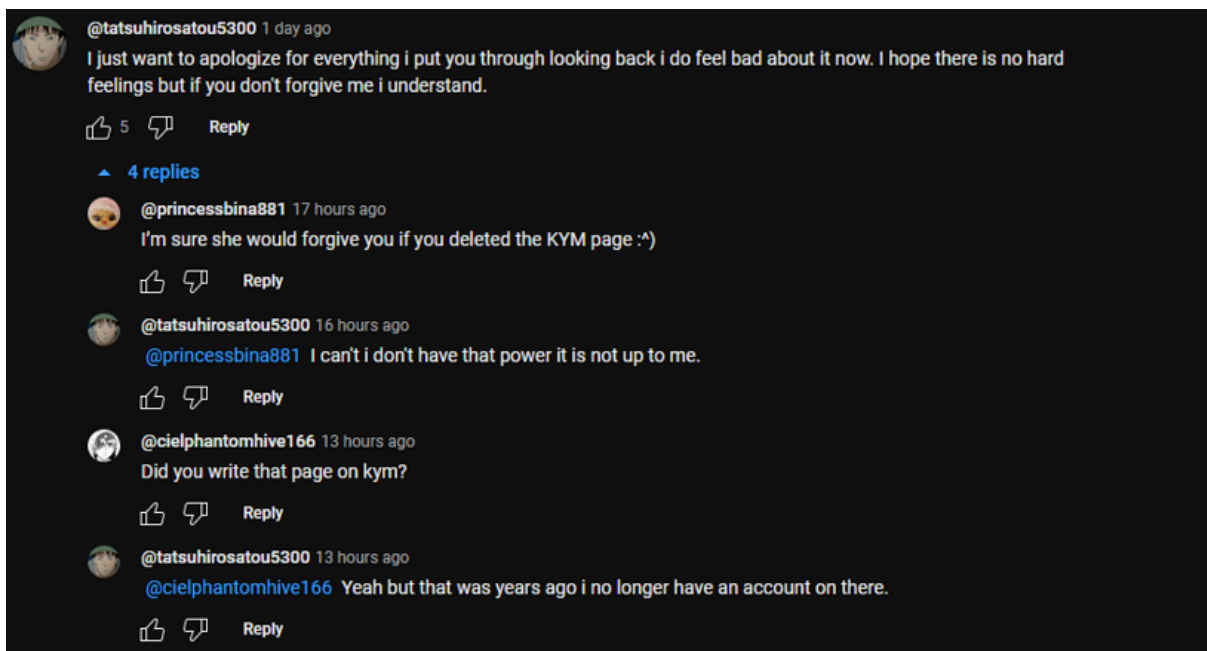 @tatsuhirosatou5300 1 day ago
I just want to apologize for everything i put you through looking back i do feel bad about it now. I hope there is no hard
feelings but if you don't forgive me i understand.
5 Reply
4 replies
@princessbina881 17 hours ago
I'm sure she would forgive you if you deleted the KYM page :^)
Reply
@tatsuhirosatou5300 16 hours ago
@princessbina881 I can't i don't have that power it is not up to me.
Reply
@cielphantomhive166 13 hours ago
Did you write that page on kym?
Reply
@tatsuhirosatou5300 13 hours ago
@cielphantomhive166 Yeah but that was years ago i no longer have an account on there.
Reply